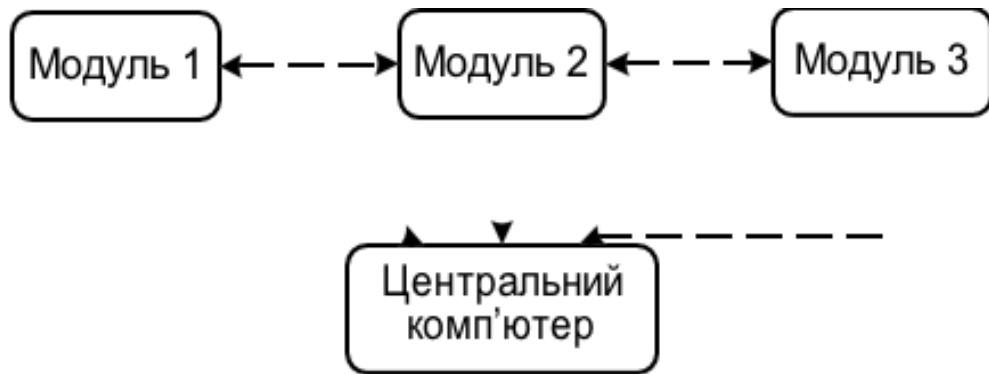 Модуль 1
Модуль 2
Модуль 3
Центральний
комп’ютер